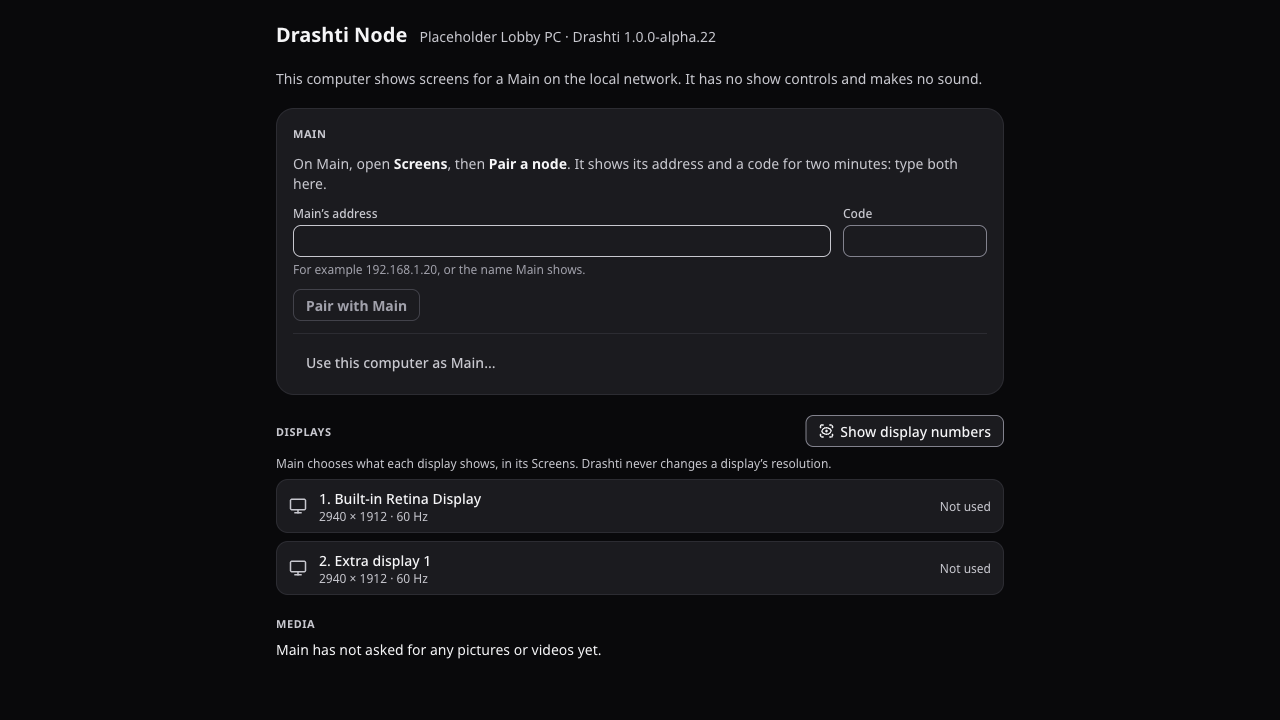 Drashti Node Placeholder Lobby PC · Drashti 1.0.0-alpha.22
This computer shows screens for a Main on the local network. It has no show controls and makes no sound.
MAIN
On Main, open Screens, then Pair a node. It shows its address and a code for two minutes: type both
here.
Main's address Code
For example 192.168.1.20, or the name Main shows.
Pair with Main
Use this computer as Main...
DISPLAYS Show display numbers
Main chooses what each display shows, in its Screens. Drashti never changes a display's resolution.
1. Built-in Retina Display
2940 × 1912 · 60 Hz
Not used
2. Extra display 1
2940 × 1912 · 60 Hz
Not used
MEDIA
Main has not asked for any pictures or videos yet.